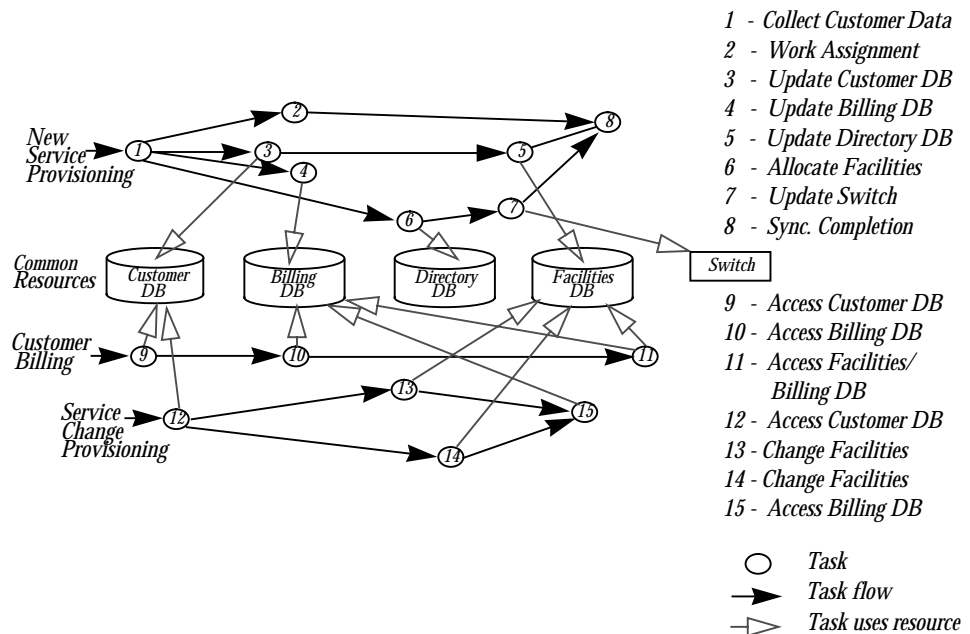 New
Service
Provisioning
1
2
3
4
5
6
7
8
Common
Resources
Customer
DB
Billing
DB
Directory
DB
Facilities
DB
Switch
Customer
Billing
9
10
11
Service
Change
Provisioning
12
13
14
15
1 - Collect Customer Data
2 - Work Assignment
3 - Update Customer DB
4 - Update Billing DB
5 - Update Directory DB
6 - Allocate Facilities
7 - Update Switch
8 - Sync. Completion
9 - Access Customer DB
10 - Access Billing DB
11 - Access Facilities/
Billing DB
12 - Access Customer DB
13 - Change Facilities
14 - Change Facilities
15 - Access Billing DB
Task
Task flow
Task uses resource